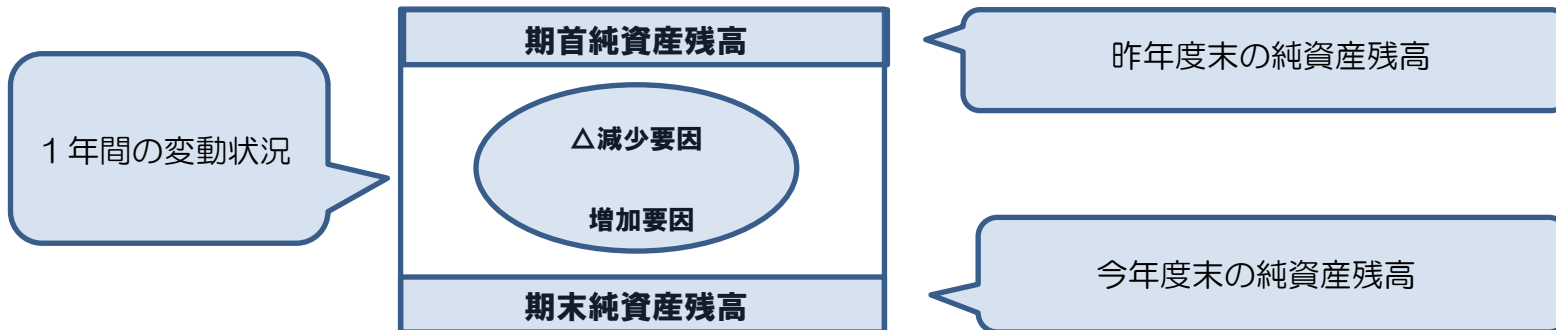 期首純資産残高
昨年度末の純資産残高
△減少要因
１年間の変動状況
増加要因
今年度末の純資産残高
期末純資産残高